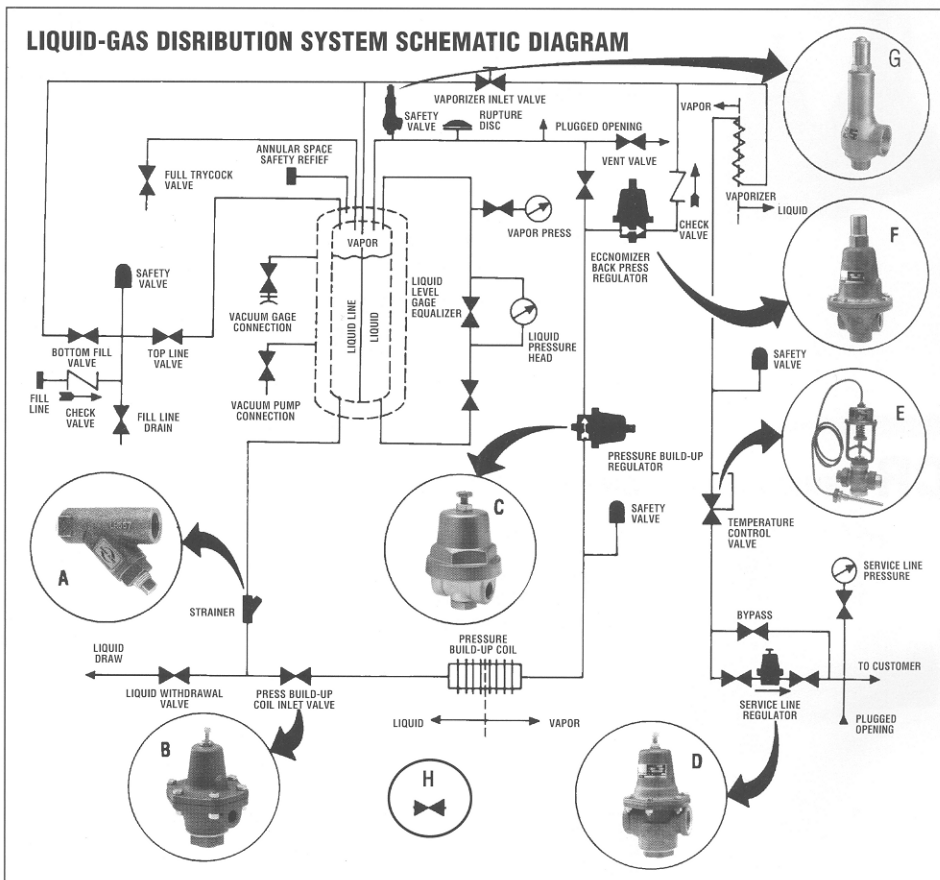 LIQUID-GAS DISRIBUTION SYSTEM SCHEMATIC DIAGRAM
G
VAPORIZER INLET VALVE
SAFETY
VALVE
RUPTURE
DISC
PLUGGED OPENING
VENT VALVE
VAPOR
VAPORIZER
LIQUID
ANNULAR SPACE
SAFETY REFIEF
FULL TRYCOCK
VALVE
VAPOR PRESS
CHECK
VALVE
ECCNOMIZER
BACK PRESS
REGULATOR
F
VAPOR
SAFETY
VALVE
LIQUID
LEVEL
GAGE
EQUALIZER
VACUUM GAGE
CONNECTION
LIQUID LINE
LIQUID
LIQUID
PRESSURE
HEAD
BOTTOM FILL
VALVE
TOP LINE
VALVE
FILL
LINE
CHECK
VALVE
FILL LINE
DRAIN
VACUUM PUMP
CONNECTION
SAFETY
VALVE
E
PRESSURE BUILD-UP
REGULATOR
A
C
SAFETY
VALVE
TEMPERATURE
CONTROL
VALVE
SERVICE LINE
PRESSURE
STRAINER
BYPASS
LIQUID
DRAW
PRESSURE
BUILD-UP COIL
TO CUSTOMER
LIQUID WITHDRAWAL
VALVE
PRESS BUILD-UP
COIL INLET VALVE
SERVICE LINE
REGULATOR
LIQUID
VAPOR
PLUGGED
OPENING
B
H
D